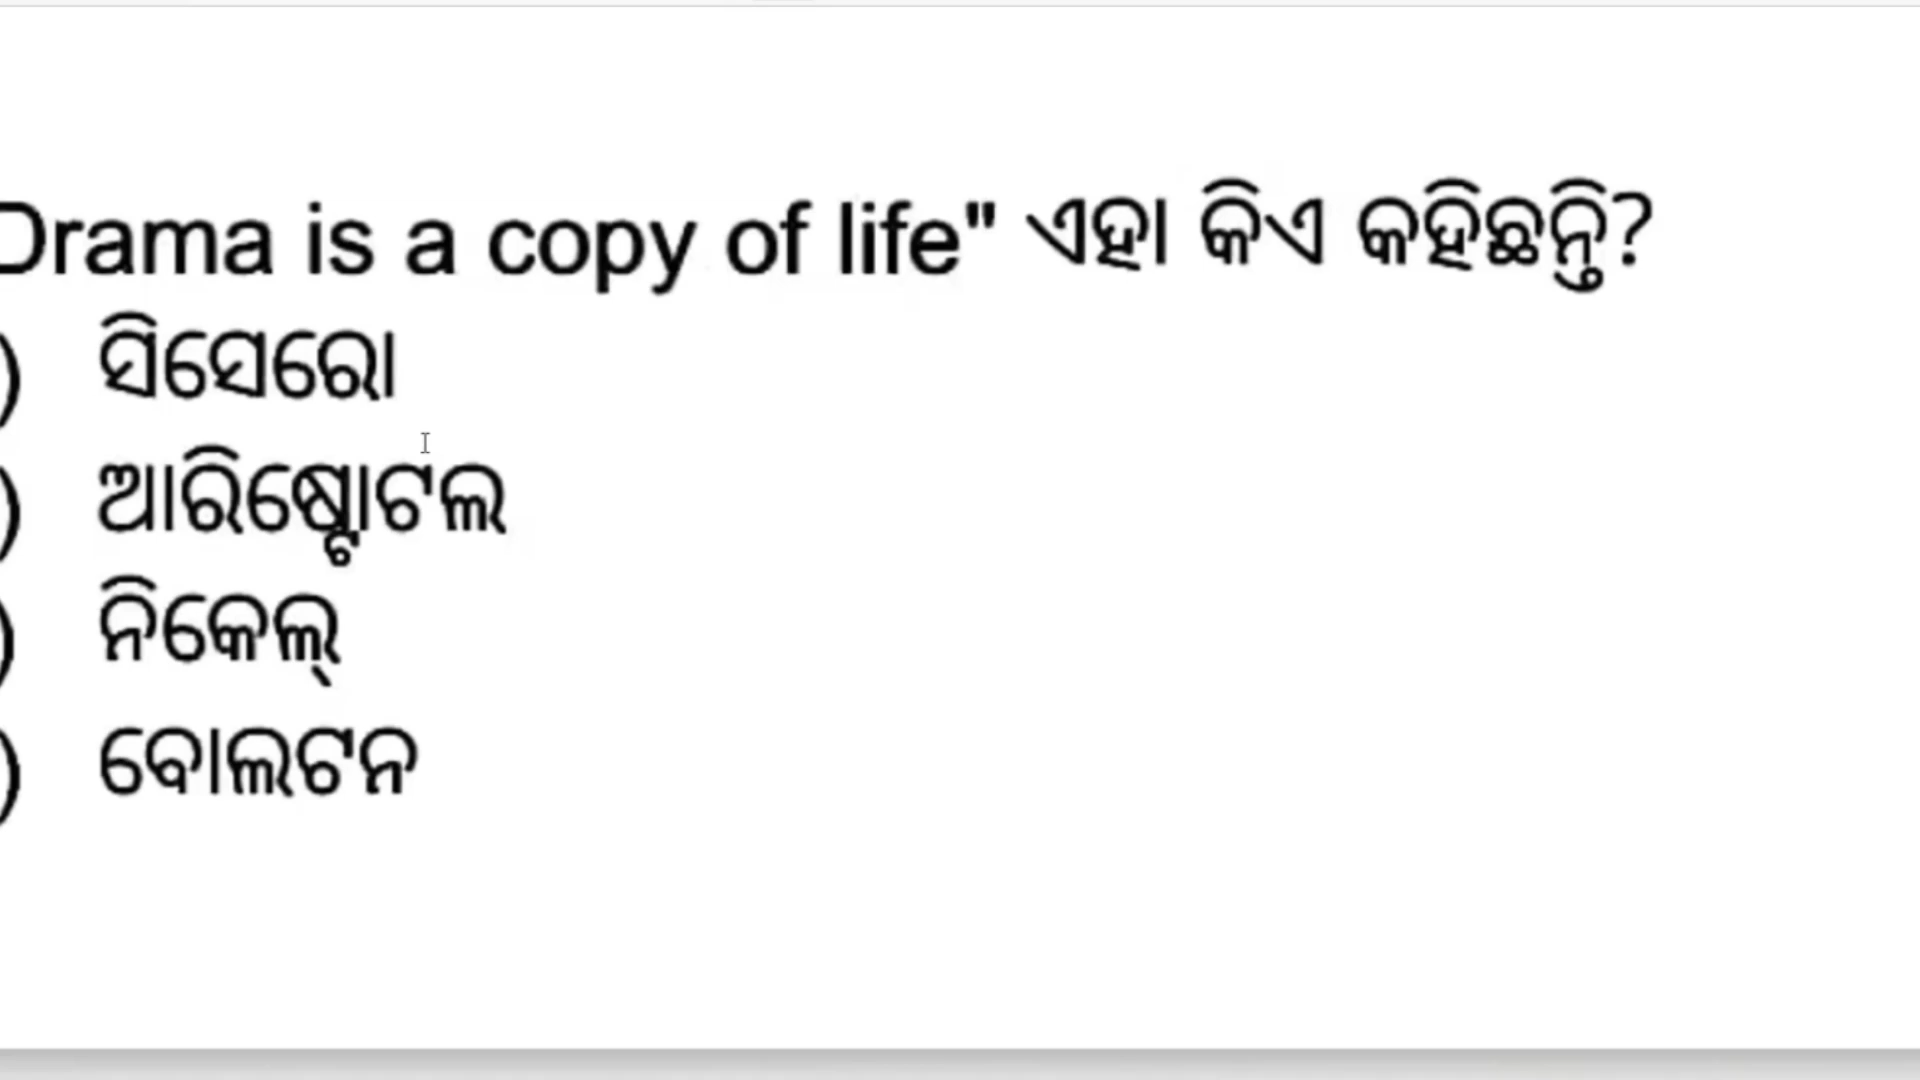 Drama is a copy of life" ଏହା କିଏ କହିଛନ୍ତି?
) ସିସେରୋ
) ଆରିଷ୍ଟୋଟଲ
) ନିକେଲ୍
) ବୋଲଟନ